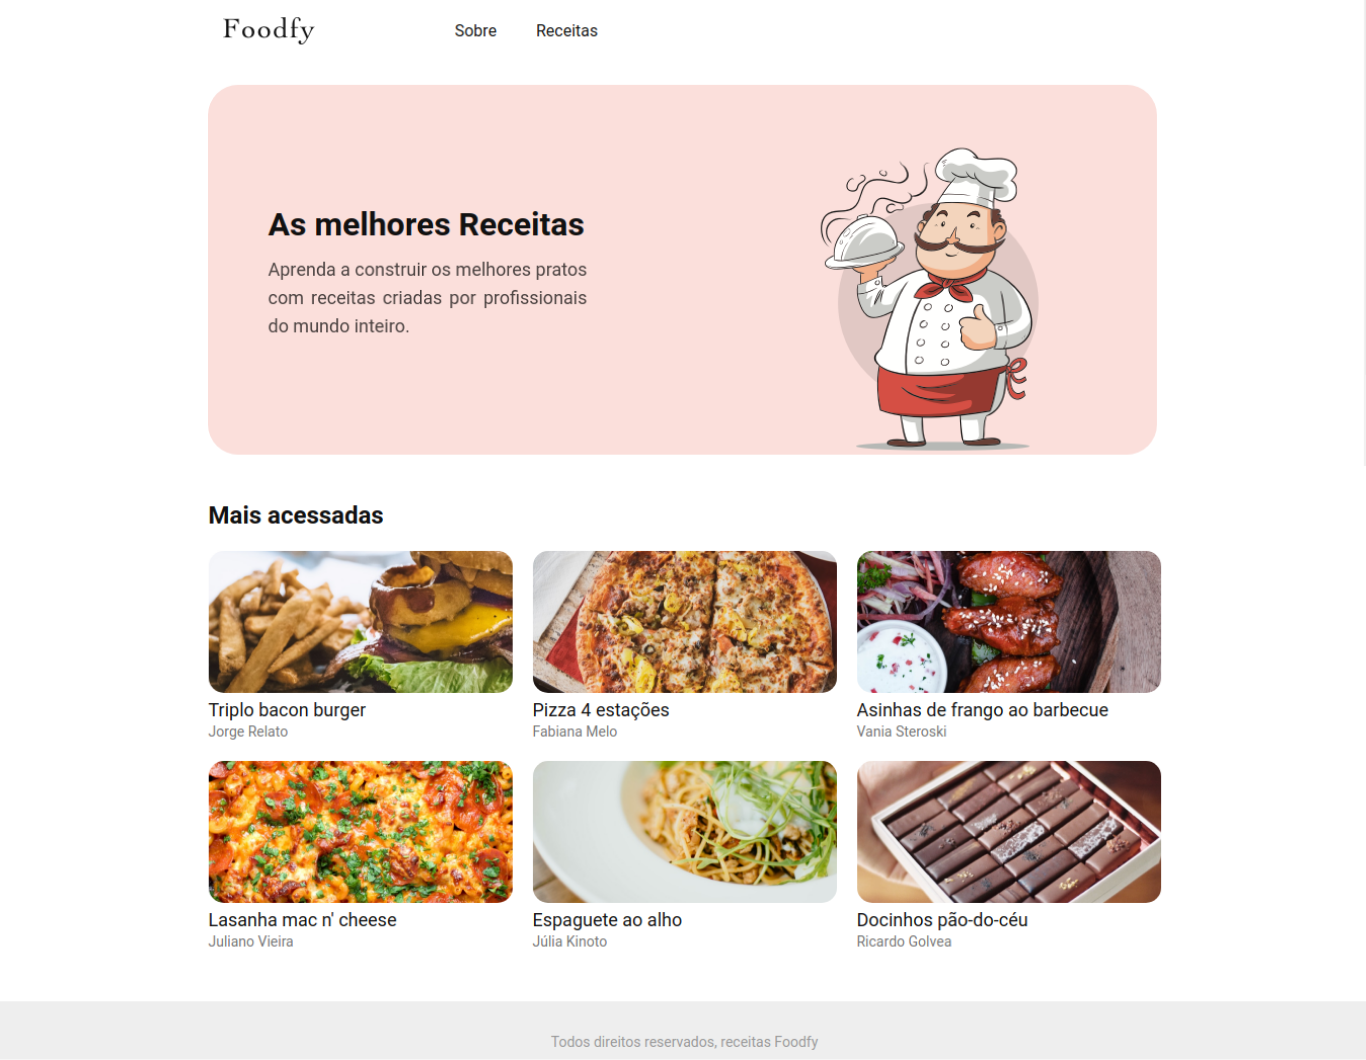 Foodfy
Sobre
Receitas
As melhores Receitas
Aprenda a construir os melhores pratos
com receitas criadas por profissionais
do mundo inteiro.
Mais acessadas
Triplo bacon burger
Jorge Relato
Pizza 4 estações
Fabiana Melo
Asinhas de frango ao barbecue
Vania Steroski
Lasanha mac n' cheese
Juliano Vieira
Espaguete ao alho
Júlia Kinoto
Docinhos pão-do-céu
Ricardo Golvea
Todos direitos reservados, receitas Foodfy